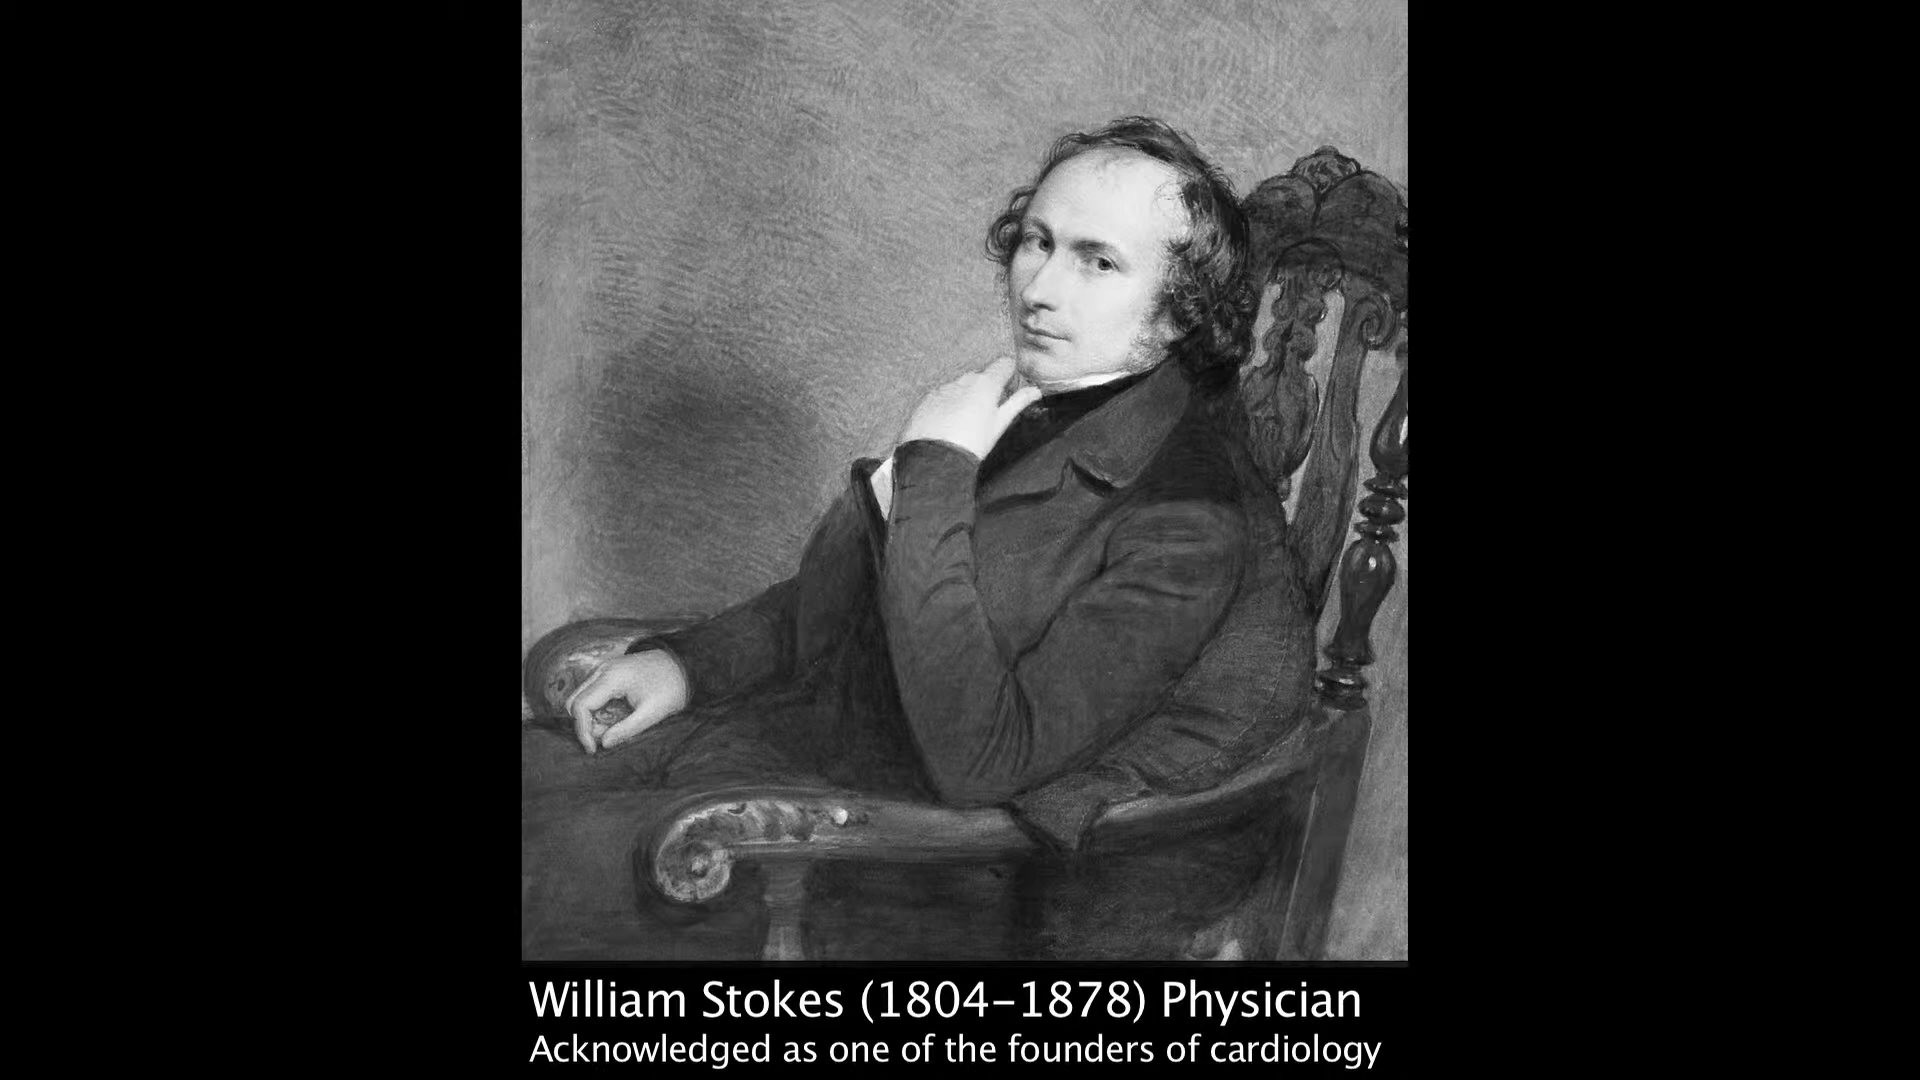 William Stokes (1804–1878) Physician
Acknowledged as one of the founders of cardiology